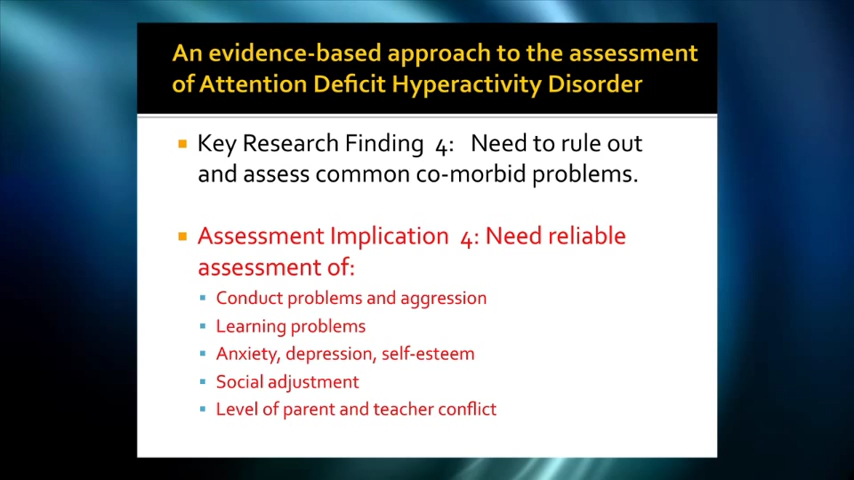 An evidence-based approach to the assessment
of Attention Deficit Hyperactivity Disorder
Key Research Finding 4: Need to rule out
and assess common co-morbid problems.
Assessment Implication 4: Need reliable
assessment of:
Conduct problems and aggression
Learning problems
Anxiety, depression, self-esteem
Social adjustment
Level of parent and teacher conflict